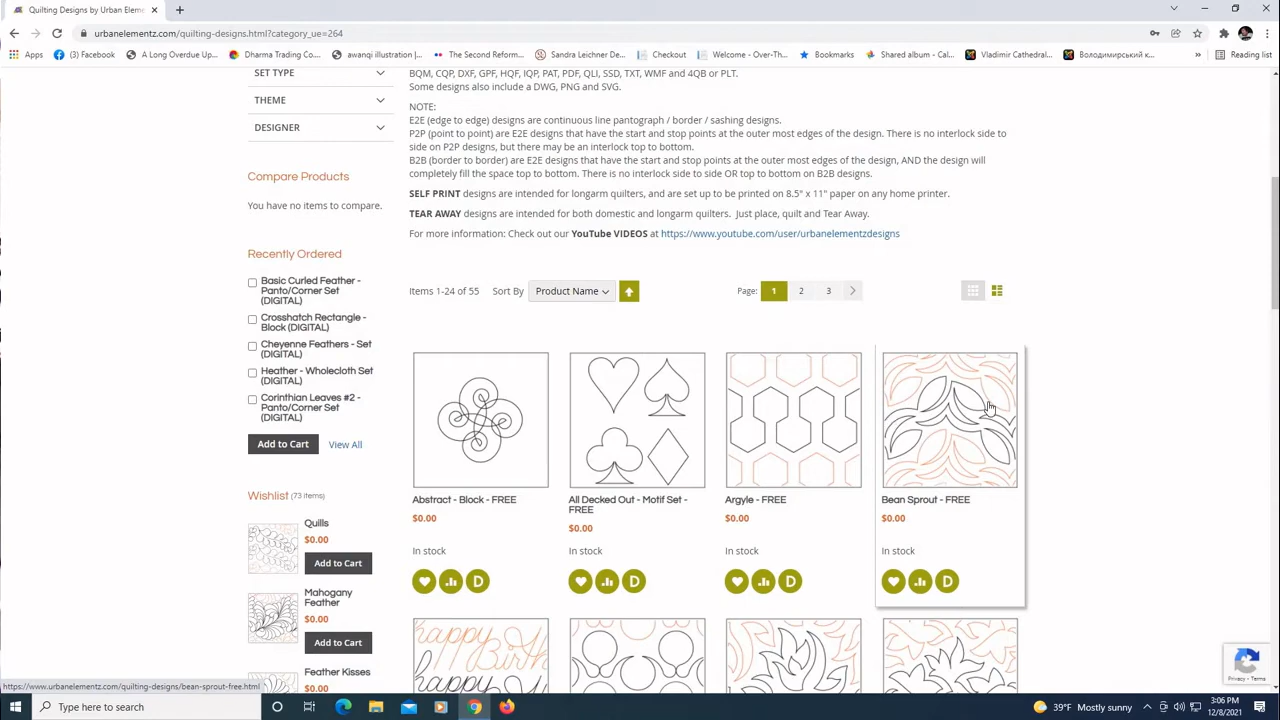 Quilting Designs by Urban Eleme
urbanelementz.com/quilting-designs.html?category_ue=264
Apps
(3) Facebook
A Long Overdue Up...
Dharma Trading Co....
awanqi illustration |...
The Second Reform...
Sandra Leichner De...
Checkout
Welcome - Over-Th...
Bookmarks
Shared album - Cal...
Vladimir Cathedral...
Володимирський к...
Reading list
SET TYPE
THEME
DESIGNER
BQM, CQP, DXF, GPF, HQF, IQP, PAT, PDF, QLI, SSD, TXT, WMF and 4QB or PLT.
Some designs also include a DWG, PNG and SVG.
NOTE:
E2E (edge to edge) designs are continuous line pantograph / border / sashing designs.
P2P (point to point) are E2E designs that have the start and stop points at the outer most edges of the design. There is no interlock side to
side on P2P designs, but there may be an interlock top to bottom.
B2B (border to border) are E2E designs that have the start and stop points at the outer most edges of the design, AND the design will
completely fill the space top to bottom. There is no interlock side to side OR top to bottom on B2B designs.
SELF PRINT designs are intended for longarm quilters, and are set up to be printed on 8.5" x 11" paper on any home printer.
TEAR AWAY designs are intended for both domestic and longarm quilters. Just place, quilt and Tear Away.
For more information: Check out our YouTube VIDEOS at https://www.youtube.com/user/urbanelementzdesigns
Compare Products
You have no items to compare.
Recently Ordered
Basic Curled Feather -
Panto/Corner Set
(DIGITAL)
Crosshatch Rectangle -
Block (DIGITAL)
Cheyenne Feathers - Set
(DIGITAL)
Heather - Wholecloth Set
(DIGITAL)
Corinthian Leaves #2 -
Panto/Corner Set
(DIGITAL)
Add to Cart
View All
Wishlist (73 items)
Quills
$0.00
Add to Cart
Mahogany
Feather
$0.00
Add to Cart
Feather Kisses
$0.00
Items 1-24 of 55
Sort By
Product Name
Page:
1
2
3
Abstract - Block - FREE
$0.00
In stock
D
All Decked Out - Motif Set -
FREE
$0.00
In stock
D
Argyle - FREE
$0.00
In stock
D
Bean Sprout - FREE
$0.00
In stock
D
happy Birth
happy
Privacy - Terms
https://www.urbanelementz.com/quilting-designs/bean-sprout-free.html
Type here to search
39°F Mostly sunny
3:06 PM
12/8/2021